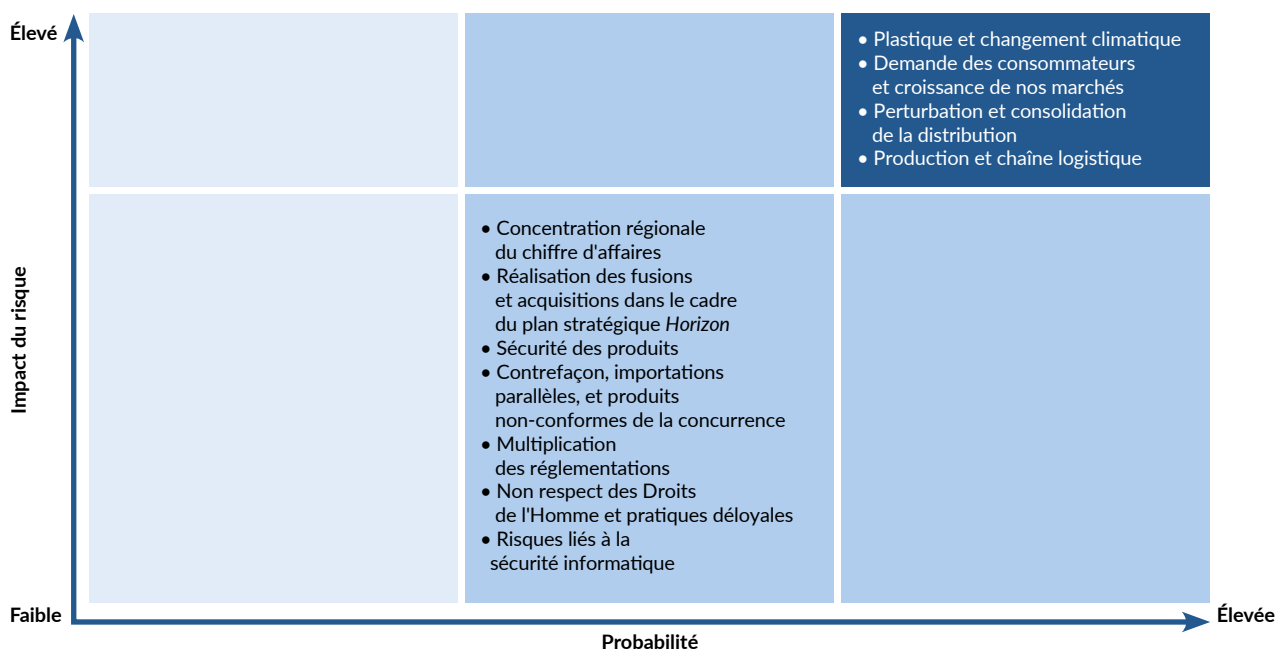 Élevé
• Plastique et changement climatique
• Demande des consommateurs
et croissance de nos marchés
• Perturbation et consolidation
de la distribution
• Production et chaîne logistique
Impact du risque
• Concentration régionale
du chiffre d'affaires
• Réalisation des fusions
et acquisitions dans le cadre
du plan stratégique Horizon
• Sécurité des produits
• Contrefaçon, importations
parallèles, et produits
non-conformes de la concurrence
• Multiplication
des réglementations
• Non respect des Droits
de l'Homme et pratiques déloyales
• Risques liés à la
sécurité informatique
Faible
Élevée
Probabilité